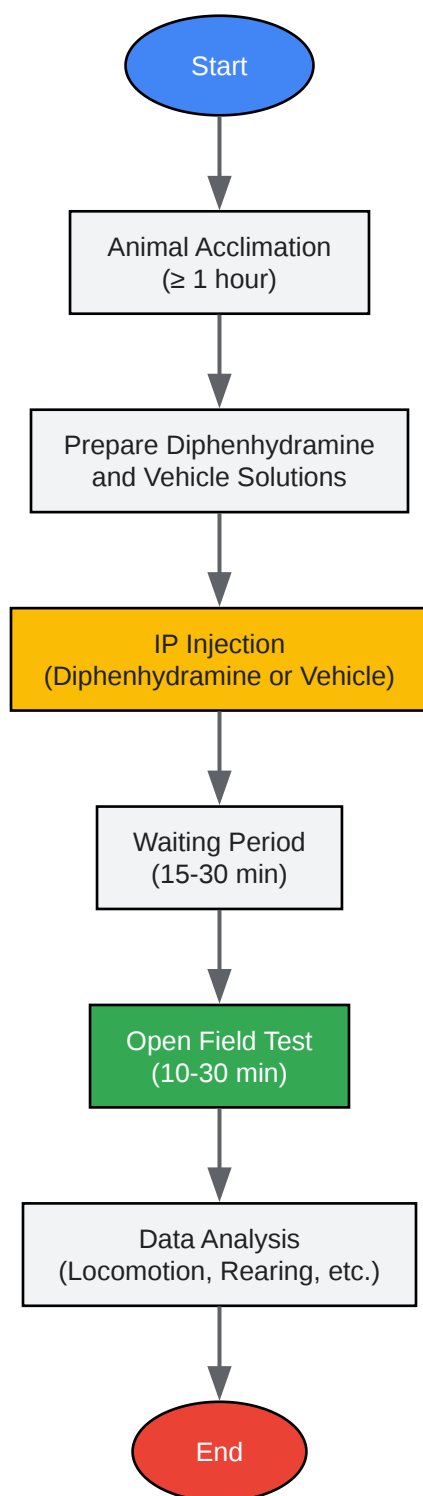 Start
Animal Acclimation
(≥ 1 hour)
Prepare Diphenhydramine
and Vehicle Solutions
IP Injection
(Diphenhydramine or Vehicle)
Waiting Period
(15-30 min)
Open Field Test
(10-30 min)
Data Analysis
(Locomotion, Rearing, etc.)
End